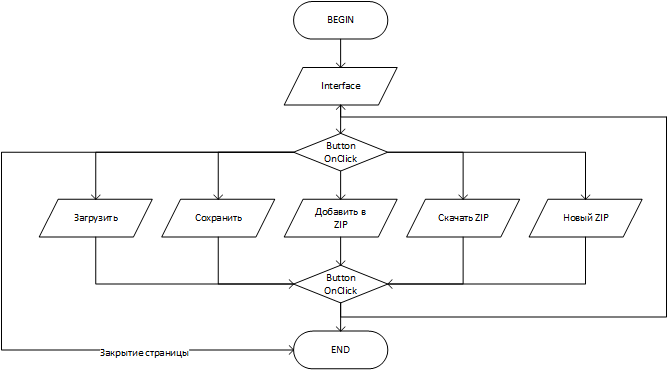 BEGIN
Interface
Button
OnClick
Загрузить
Сохранить
Добавить в
ZIP
Скачать ZIP
Новый ZIP
Button
OnClick
END
Закрытие страницы